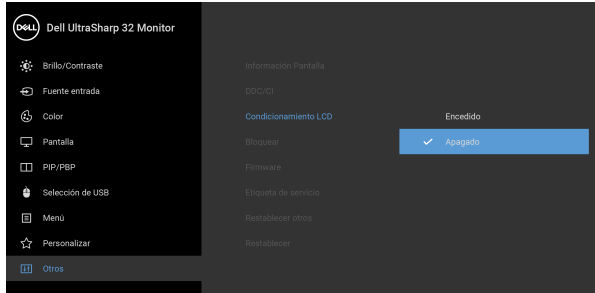 DELL Dell UltraSharp 32 Monitor
Brillo/Contraste
Fuente entrada
Color
Pantalla
PIP/PBP
Selección de USB
Menú
Personalizar
Otros
Información Pantalla
DDC/CI
Condicionamiento LCD
Bloquear
Firmware
Etiqueta de servicio
Restablecer otros
Restablecer
Encedido
Apagado